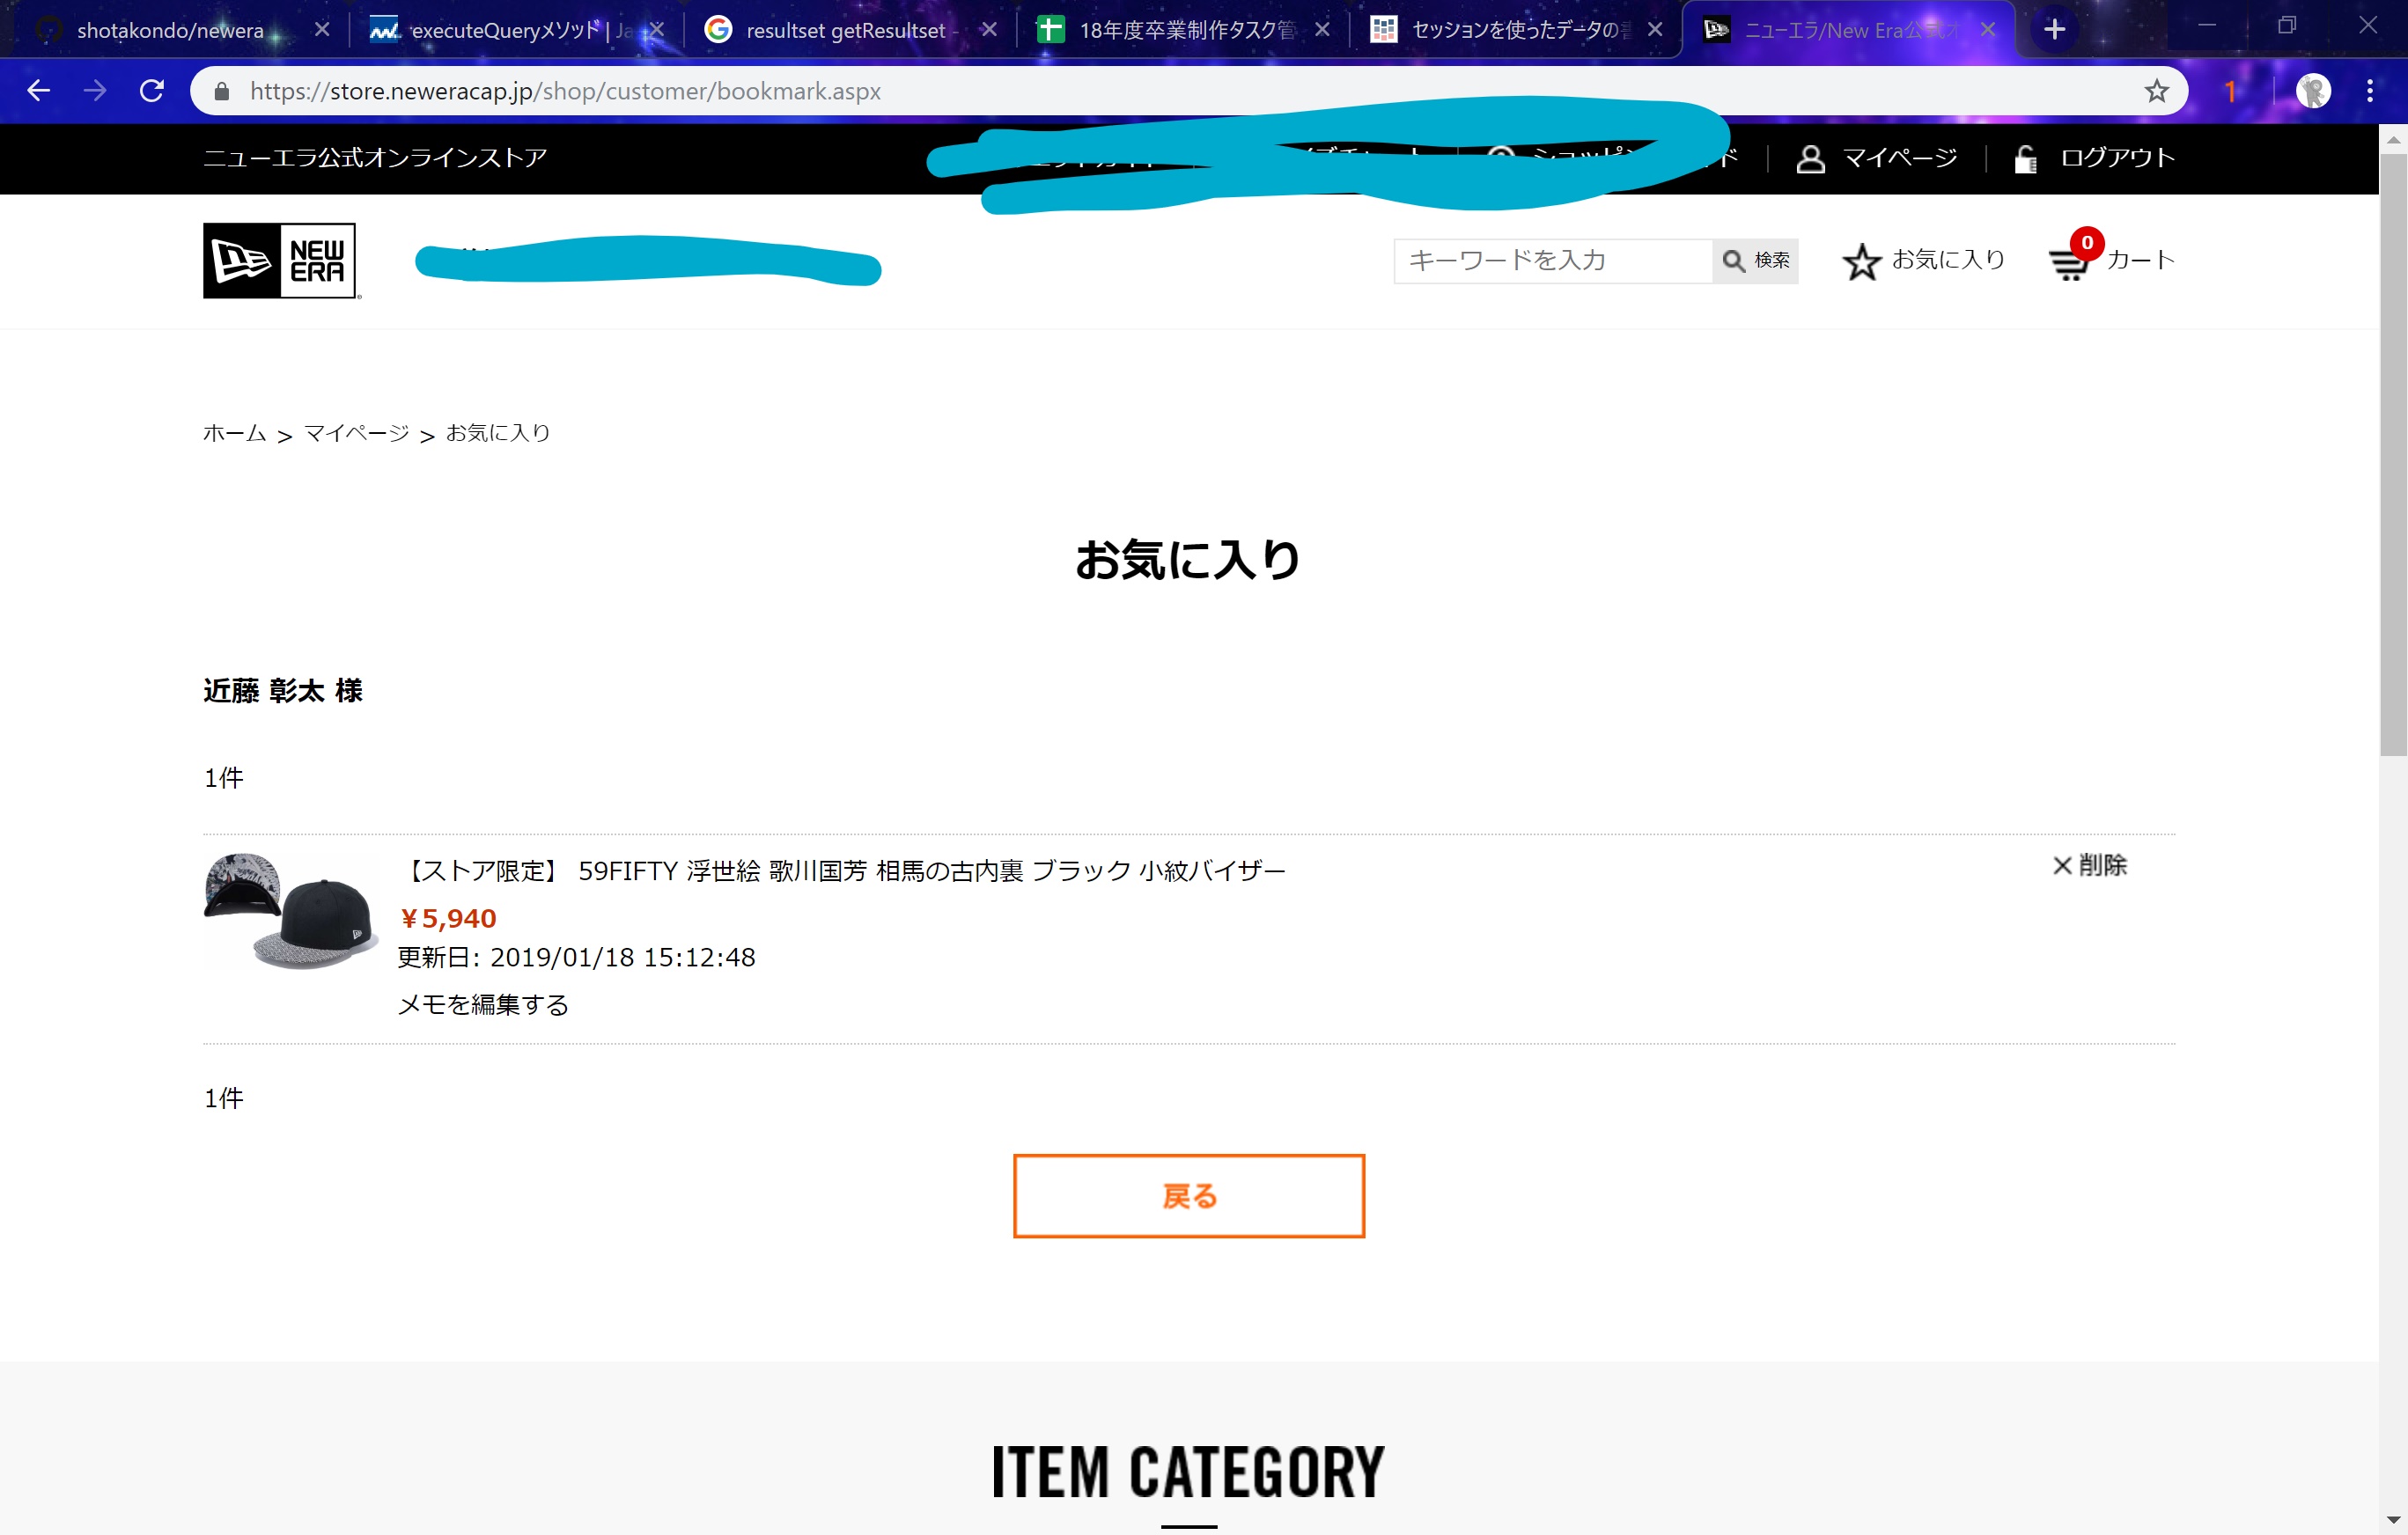 shotakondo/newera
executeQueryメソッド | Ja
resultset getResultset -
18年度卒業制作タスク管
セッションを使ったデータの書
ニューエラ/New Era公式オ
https://store.neweracap.jp/shop/customer/bookmark.aspx
1
ニューエラ公式オンラインストア
マイページ
ログアウト
NEW ERA
キーワードを入力
検索
お気に入り
0
カート
ホーム > マイページ > お気に入り
お気に入り
近藤 彰太 様
1件
【ストア限定】 59FIFTY 浮世絵 歌川国芳 相馬の古内裏 ブラック 小紋バイザー
¥5,940
削除
更新日: 2019/01/18 15:12:48
メモを編集する
1件
戻る
ITEM CATEGORY